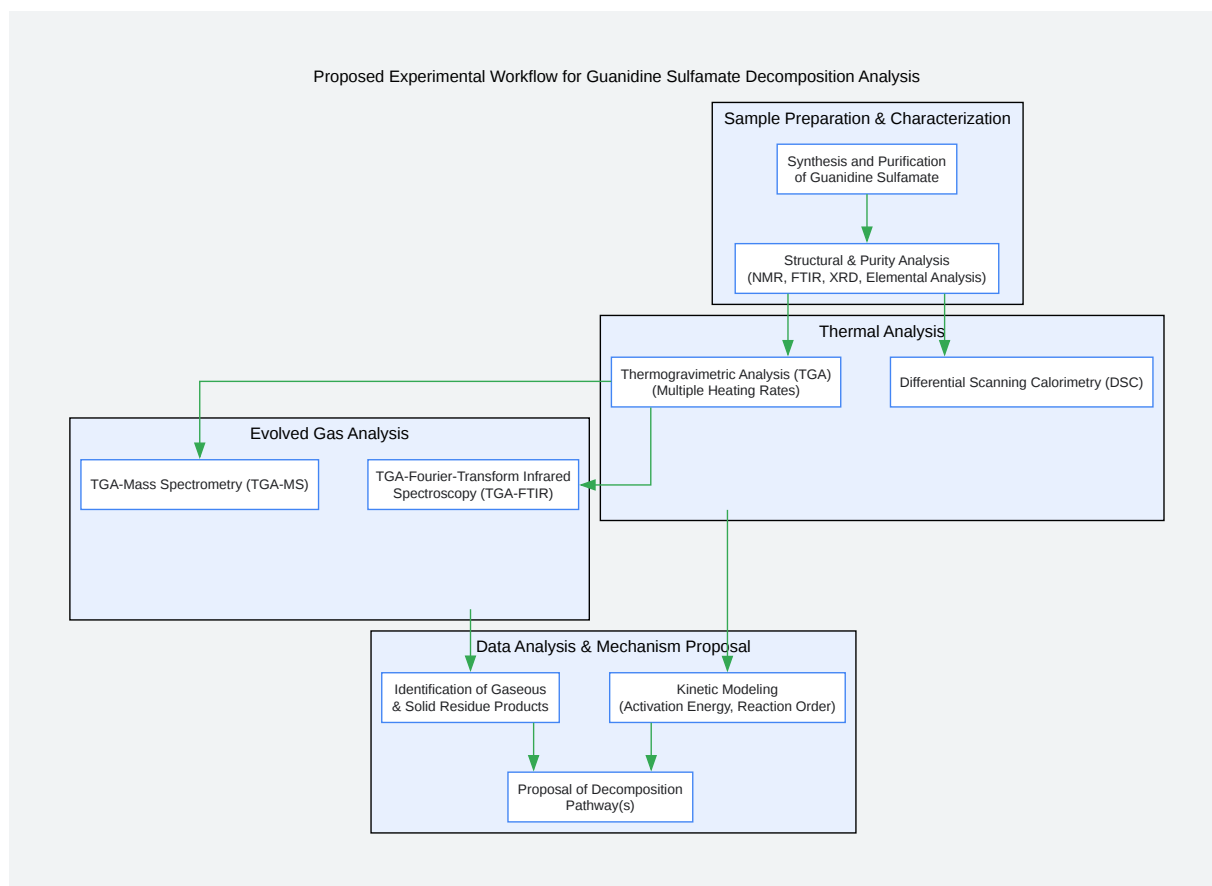 Proposed Experimental Workflow for Guanidine Sulfamate Decomposition Analysis
Sample Preparation & Characterization
Synthesis and Purification
of Guanidine Sulfamate
Structural & Purity Analysis
(NMR, FTIR, XRD, Elemental Analysis)
Thermal Analysis
Thermogravimetric Analysis (TGA)
(Multiple Heating Rates)
Differential Scanning Calorimetry (DSC)
Evolved Gas Analysis
TGA-Mass Spectrometry (TGA-MS)
TGA-Fourier-Transform Infrared
Spectroscopy (TGA-FTIR)
Data Analysis & Mechanism Proposal
Identification of Gaseous
& Solid Residue Products
Kinetic Modeling
(Activation Energy, Reaction Order)
Proposal of Decomposition
Pathway(s)